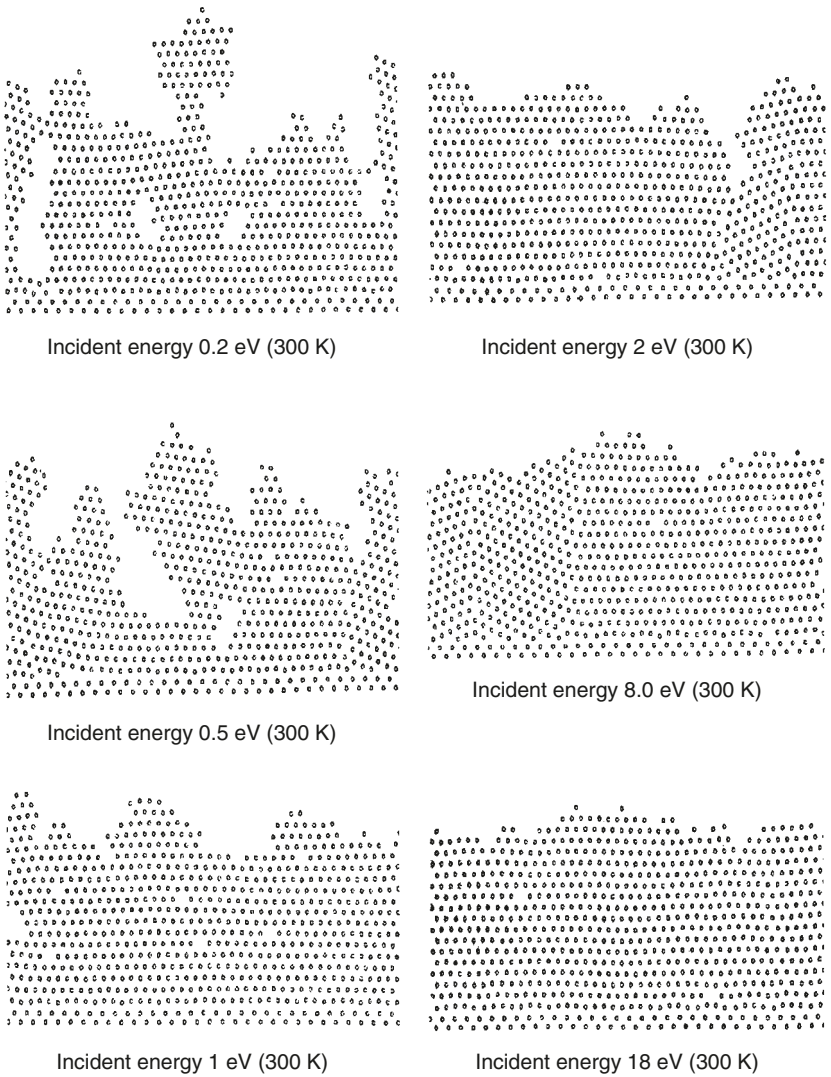 Incident energy 0.2 eV (300 K)
Incident energy 2 eV (300 K)
Incident energy 0.5 eV (300 K)
Incident energy 8.0 eV (300 K)
Incident energy 1 eV (300 K)
Incident energy 18 eV (300 K)